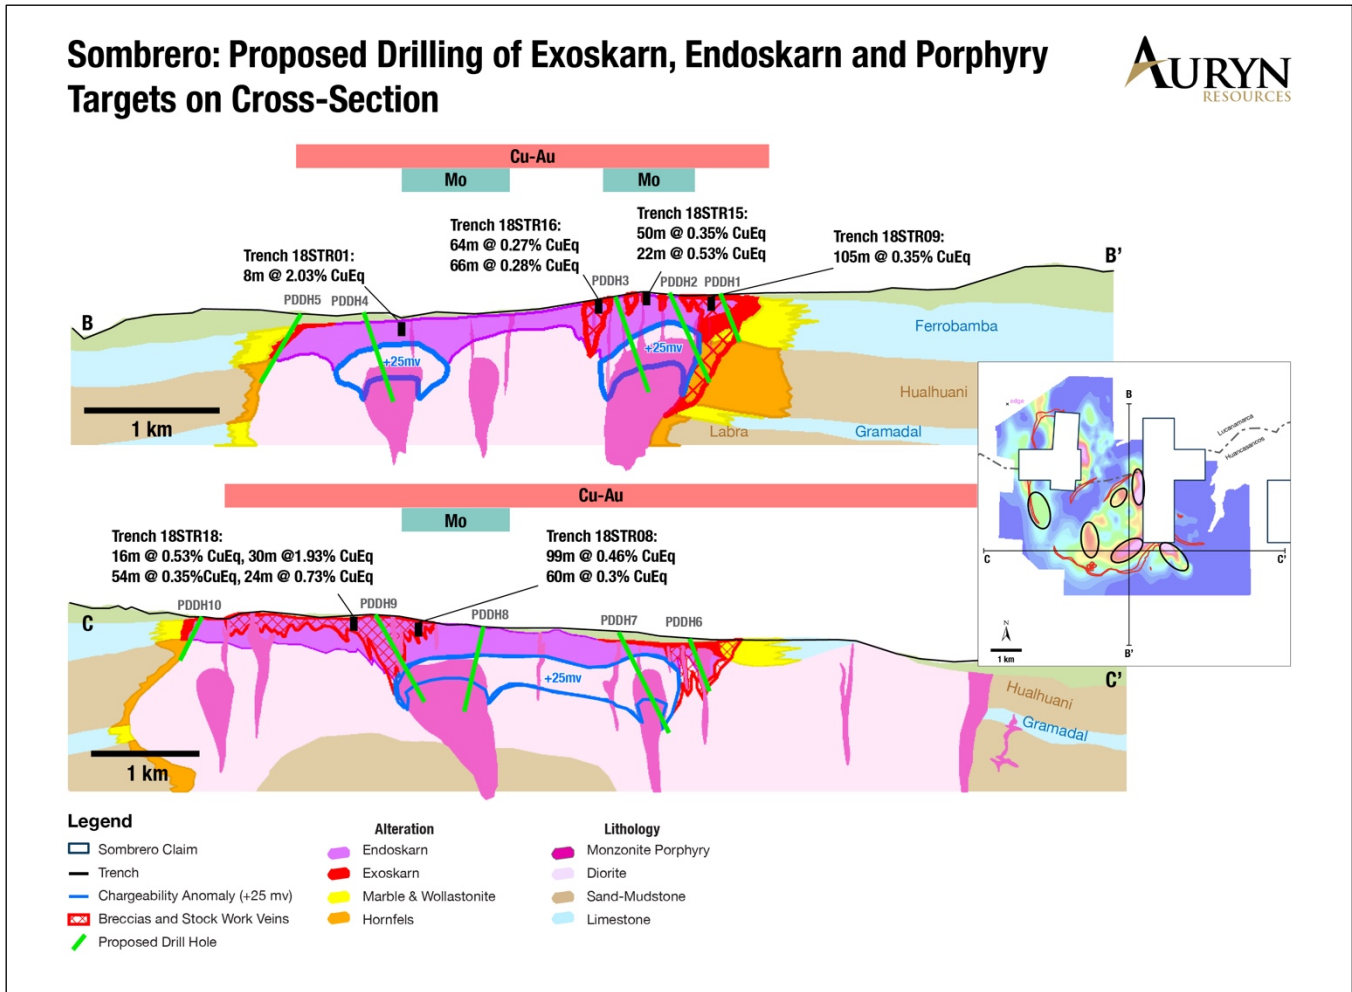 Sombrero: Proposed Drilling of Exoskarn, Endoskarn and Porphyry
Targets on Cross-Section
AURYN
RESOURCES
Cu-Au
Mo
Mo
Trench 18STR01:
8m @ 2.03% CuEq
Trench 18STR16:
64m @ 0.27% CuEq
66m @ 0.28% CuEq
Trench 18STR15:
50m @ 0.35% CuEq
22m @ 0.53% CuEq
Trench 18STR09:
105m @ 0.35% CuEq
B
B'
PDDH5
PDDH4
PDDH3
PDDH2
PDDH1
+25mv
+25mv
Ferrobamba
Hualhuani
Labra
Gramadal
1 km
Cu-Au
Mo
Trench 18STR18:
16m @ 0.53% CuEq, 30m @1.93% CuEq
54m @ 0.35%CuEq, 24m @ 0.73% CuEq
Trench 18STR08:
99m @ 0.46% CuEq
60m @ 0.3% CuEq
C
C'
PDDH10
PDDH9
PDDH8
PDDH7
PDDH6
+25mv
Hualhuani
Gramadal
1 km
B
Lucanamarca
Huancasancos
C
C'
N
1 km
B'
Legend
Sombrero Claim
Trench
Chargeability Anomaly (+25 mv)
Breccias and Stock Work Veins
Proposed Drill Hole
Alteration
Endoskarn
Exoskarn
Marble & Wollastonite
Hornfels
Lithology
Monzonite Porphyry
Diorite
Sand-Mudstone
Limestone